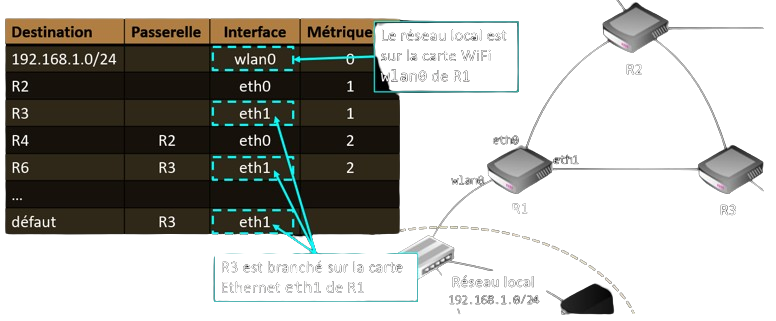 Destination Passerelle Interface Métrique
192.168.1.0/24 wlan0 0
R2 eth0 1
R3 eth1 1
R4 R2 eth0 2
R6 R3 eth1 2
...
défaut R3 eth1
Le réseau local est
sur la carte WiFi
wlan0 de R1
R3 est branché sur la carte
Ethernet eth1 de R1
R2
eth0
eth1
wlan0
R1
R3
Réseau local
192.168.1.0/24